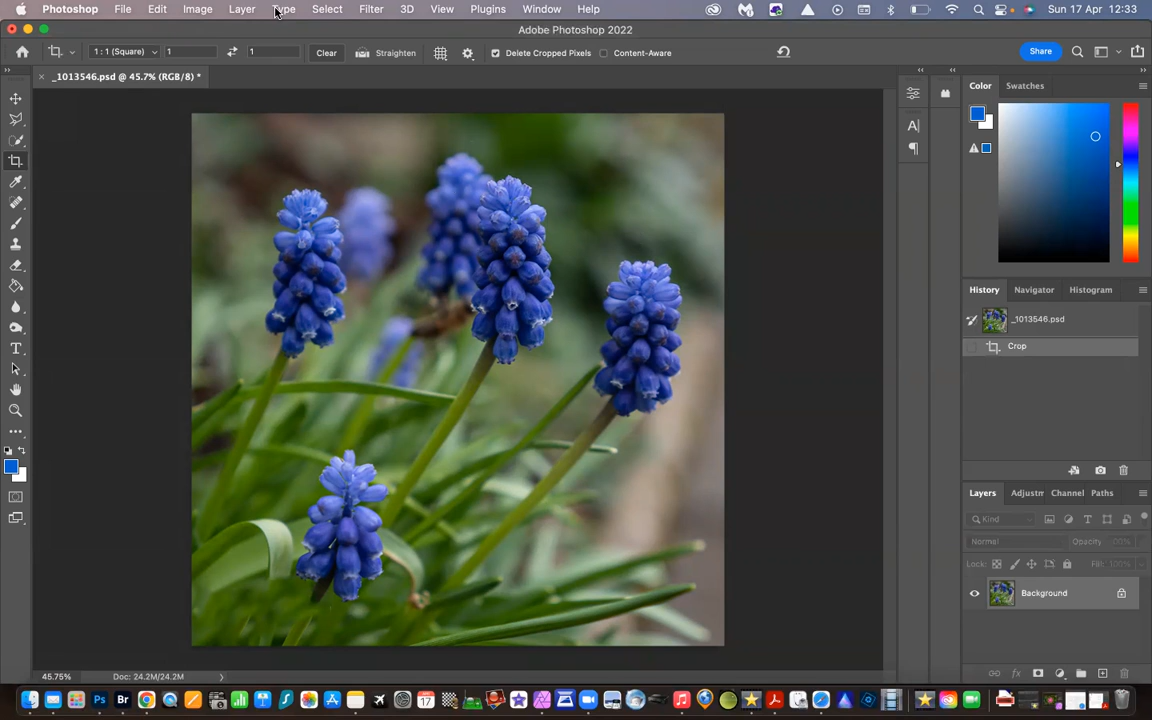 Photoshop File Edit Image Layer Type Select Filter 3D View Plugins Window Help Sun 17 Apr 12:33
Adobe Photoshop 2022
1 : 1 (Square) 1 1 Clear Straighten Delete Cropped Pixels Content-Aware Share
_1013546.psd @ 45.7% (RGB/8) *
Color Swatches
History Navigator Histogram
_1013546.psd
Crop
Layers Adjustm Channel Paths
Kind
Normal Opacity: 100%
Lock: Fill: 100%
Background
45.75% Doc: 24.2M/24.2M